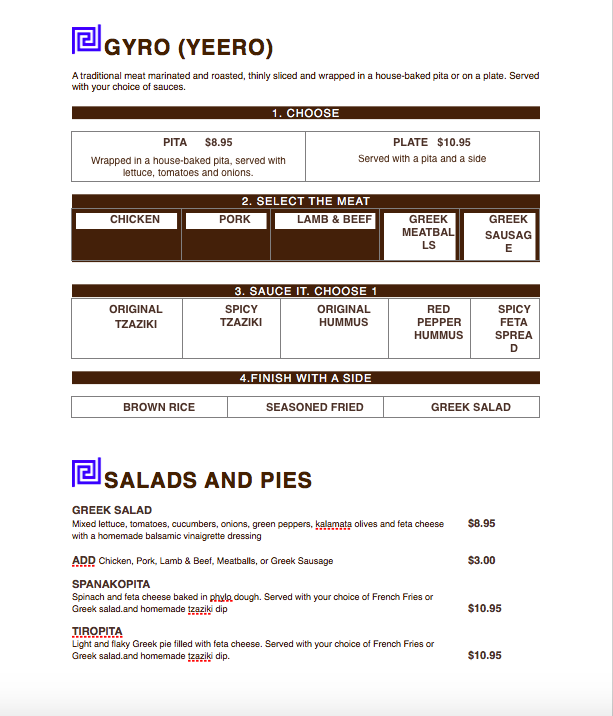 GYRO (YEERO)
A traditional meat marinated and roasted, thinly sliced and wrapped in a house-baked pita or on a plate. Served
with your choice of sauces.
1. CHOOSE
PITA $8.95
Wrapped in a house-baked pita, served with
lettuce, tomatoes and onions.
PLATE $10.95
Served with a pita and a side
2. SELECT THE MEAT
CHICKEN
PORK
LAMB & BEEF
GREEK
MEATBAL
LS
GREEK
SAUSAG
E
3. SAUCE IT. CHOOSE 1
ORIGINAL
TZAZIKI
SPICY
TZAZIKI
ORIGINAL
HUMMUS
RED
PEPPER
HUMMUS
SPICY
FETA
SPREA
D
4.FINISH WITH A SIDE
BROWN RICE
SEASONED FRIED
GREEK SALAD
SALADS AND PIES
GREEK SALAD
Mixed lettuce, tomatoes, cucumbers, onions, green peppers, kalamata olives and feta cheese $8.95
with a homemade balsamic vinaigrette dressing
ADD Chicken, Pork, Lamb & Beef, Meatballs, or Greek Sausage $3.00
SPANAKOPITA
Spinach and feta cheese baked in phylo dough. Served with your choice of French Fries or
Greek salad.and homemade tzaziki dip $10.95
TIROPITA
Light and flaky Greek pie filled with feta cheese. Served with your choice of French Fries or
Greek salad.and homemade tzaziki dip. $10.95